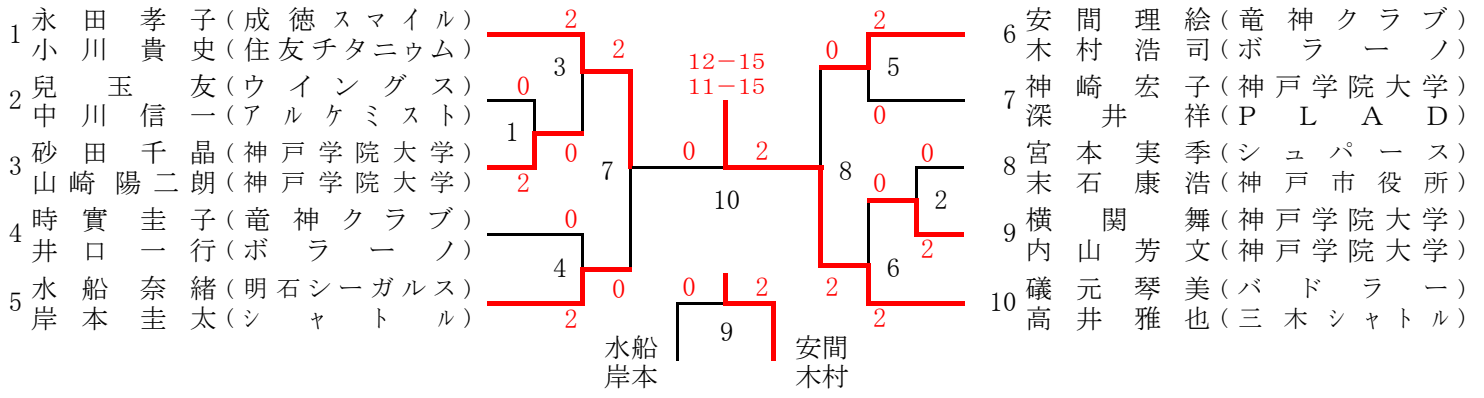 1 永田孝子(成徳スマイル)
小川貴史(住友チタニゥム)
2 兒玉友(ウイングス)
中川信一(アルケミスト)
3 砂田千晶(神戸学院大学)
山崎陽二朗(神戸学院大学)
4 時實圭子(竜神クラブ)
井口一行(ボラーノ)
5 水船奈緒(明石シーガルス)
岸本圭太(シャトル)
2
2
3
0
1
0
2
7
0
4
0
2
12-15
11-15
0 2
10
0 2 2
9
水船
岸本
安間
木村
2
0
5
0
8
0
0
2
2
6
2
6 安間理絵(竜神クラブ)
木村浩司(ボラーノ)
7 神崎宏子(神戸学院大学)
深井祥(PLAD)
8 宮本実季(シュパース)
末石康浩(神戸市役所)
9 横関舞(神戸学院大学)
内山芳文(神戸学院大学)
10 礒元琴美(バドラー)
高井雅也(三木シャトル)